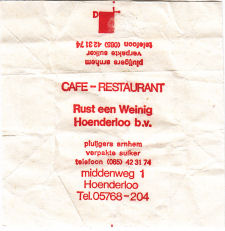 D
pluijgers arnhem
verpakte suiker
telefoon (085) 42 31 74
CAFE - RESTAURANT
Rust een Weinig
Hoenderloo b.v.
pluijgers arnhem
verpakte suiker
telefoon (085) 42 31 74
middenweg 1
Hoenderloo
Tel. 05768-204